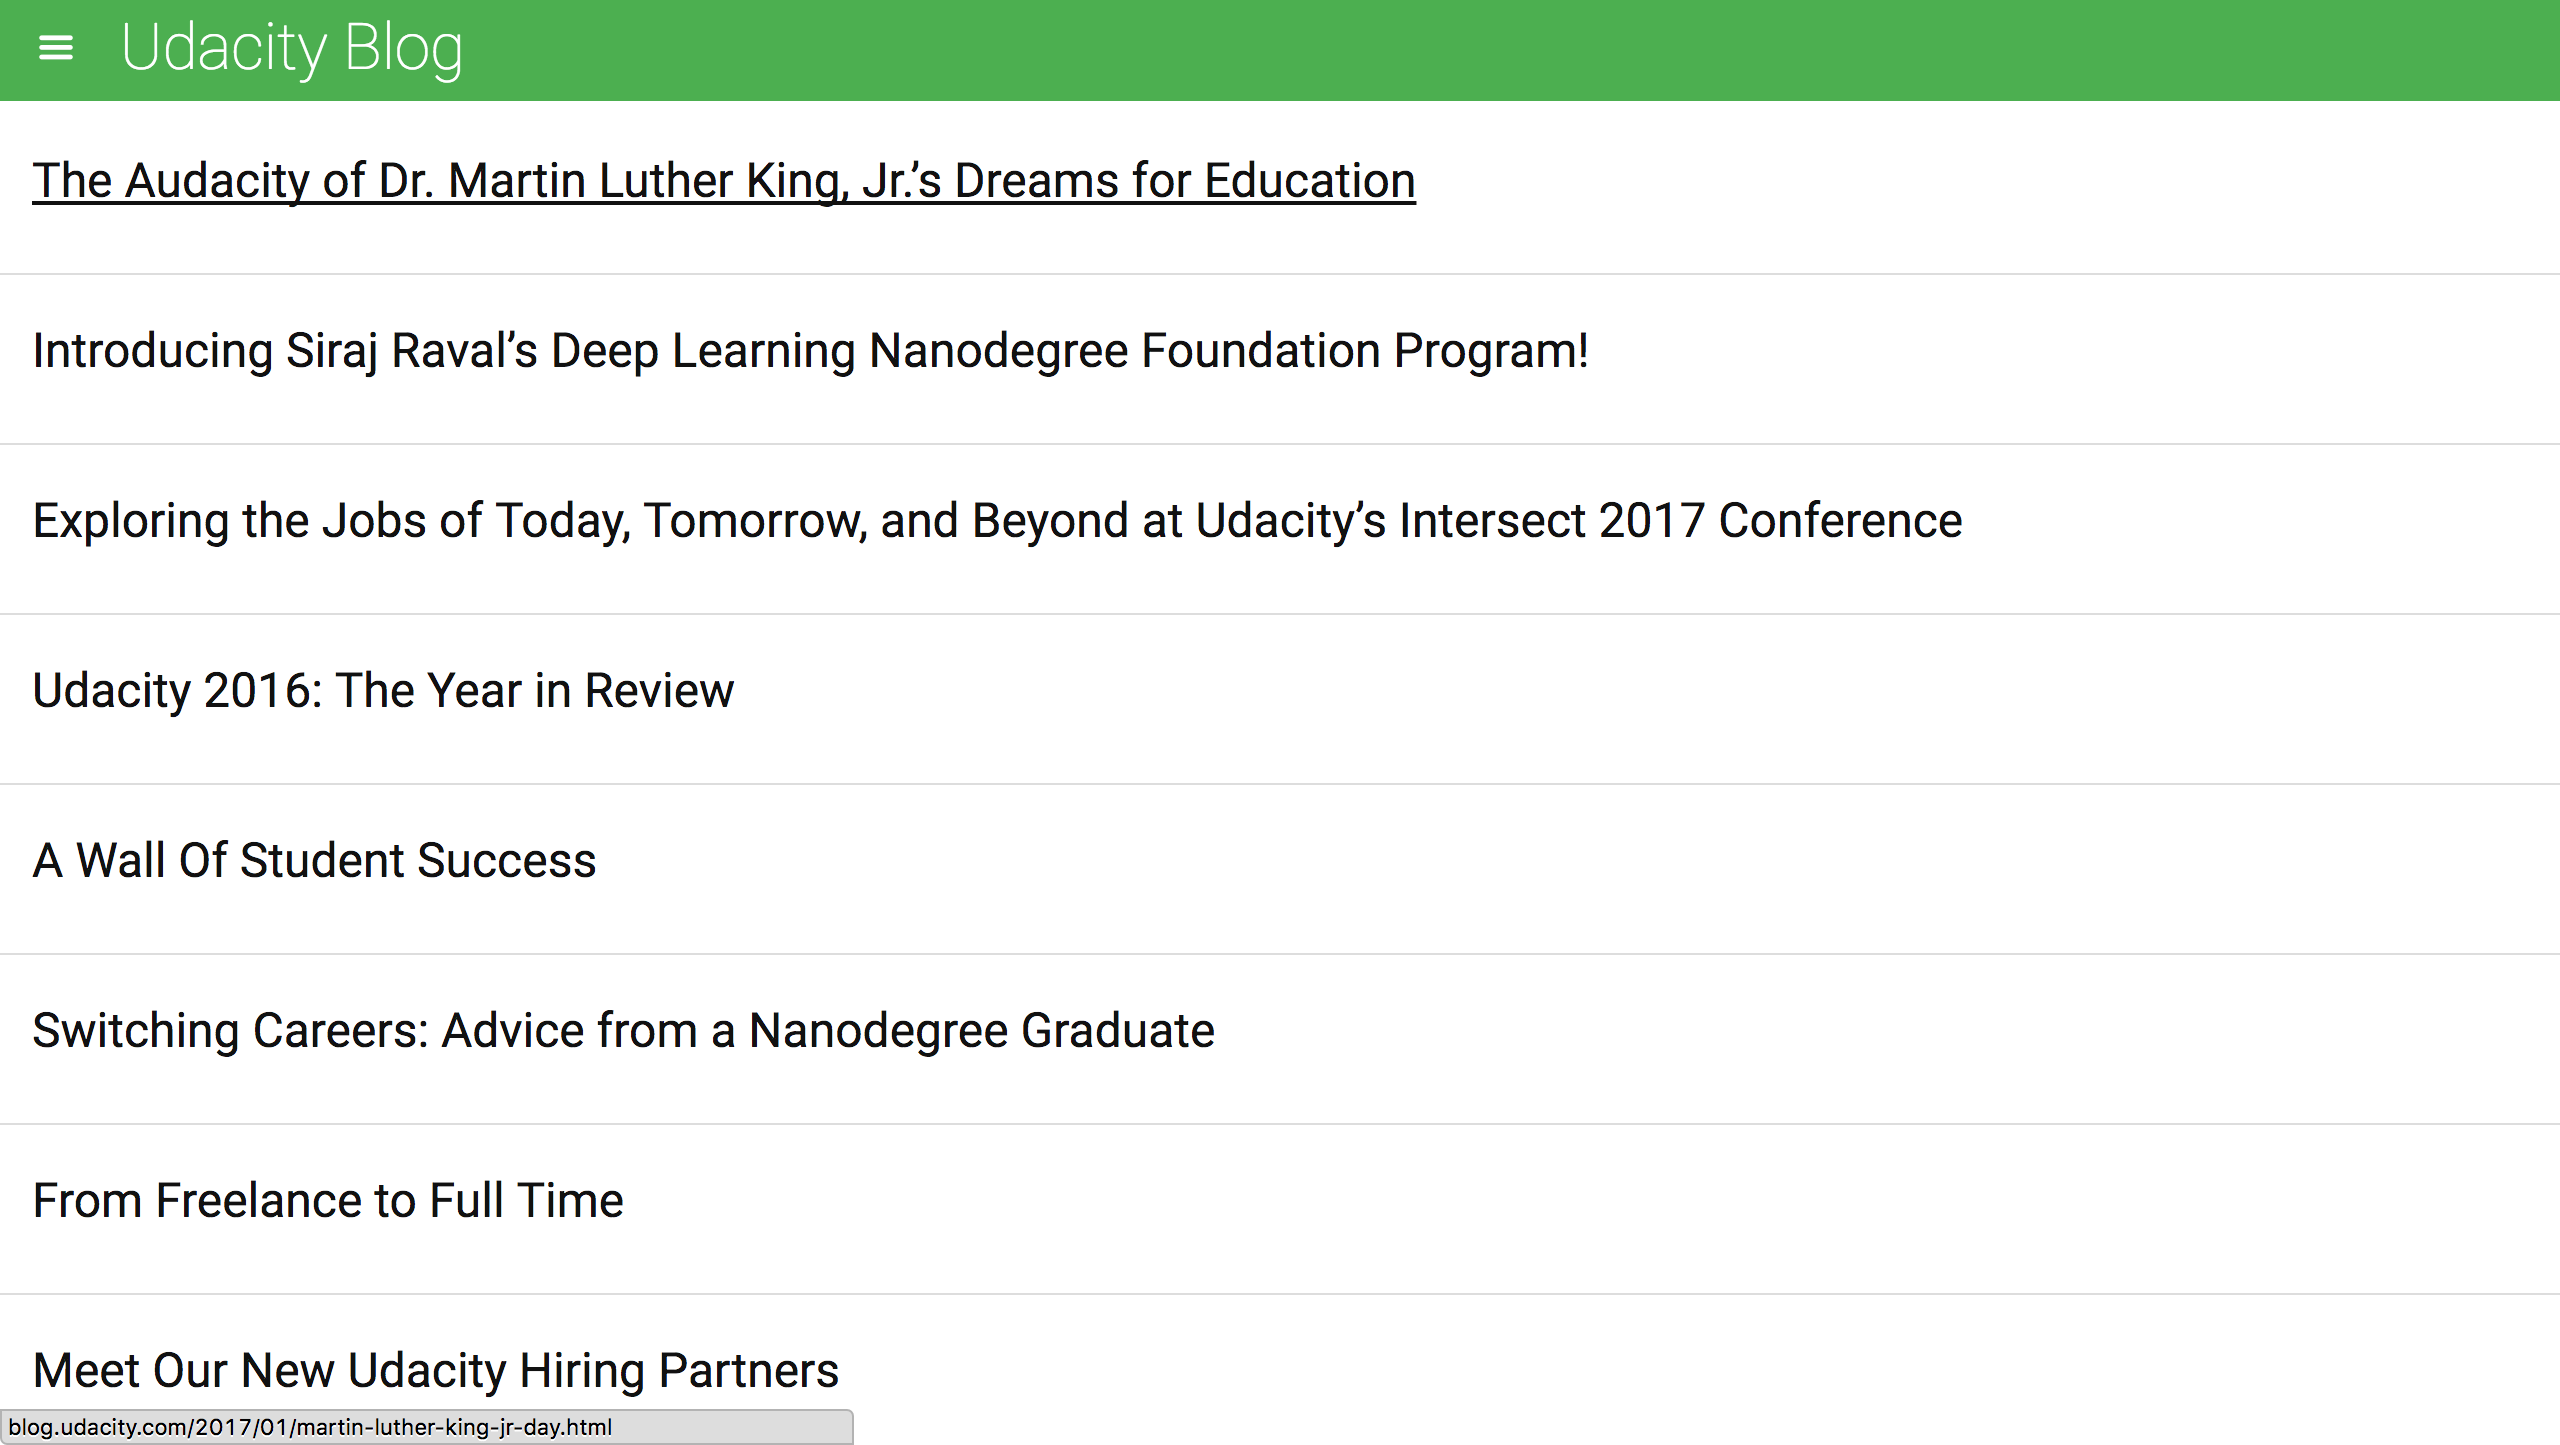 Udacity Blog
The Audacity of Dr. Martin Luther King, Jr.’s Dreams for Education
Introducing Siraj Raval’s Deep Learning Nanodegree Foundation Program!
Exploring the Jobs of Today, Tomorrow, and Beyond at Udacity’s Intersect 2017 Conference
Udacity 2016: The Year in Review
A Wall Of Student Success
Switching Careers: Advice from a Nanodegree Graduate
From Freelance to Full Time
Meet Our New Udacity Hiring Partners
blog.udacity.com/2017/01/martin-luther-king-jr-day.html